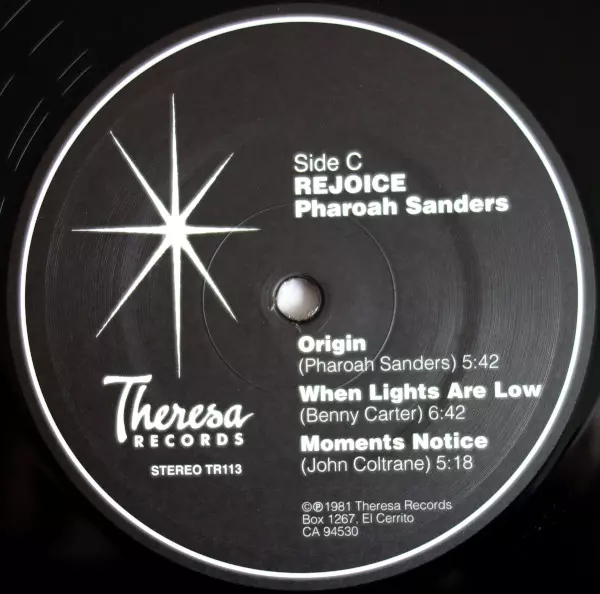 Side C
REJOICE
Pharoah Sanders
Origin
(Pharoah Sanders) 5:42
When Lights Are Low
(Benny Carter) 6:42
Moments Notice
(John Coltrane) 5:18
Theresa
RECORDS
STEREO TR113
©℗1981 Theresa Records
Box 1267, El Cerrito
CA 94530